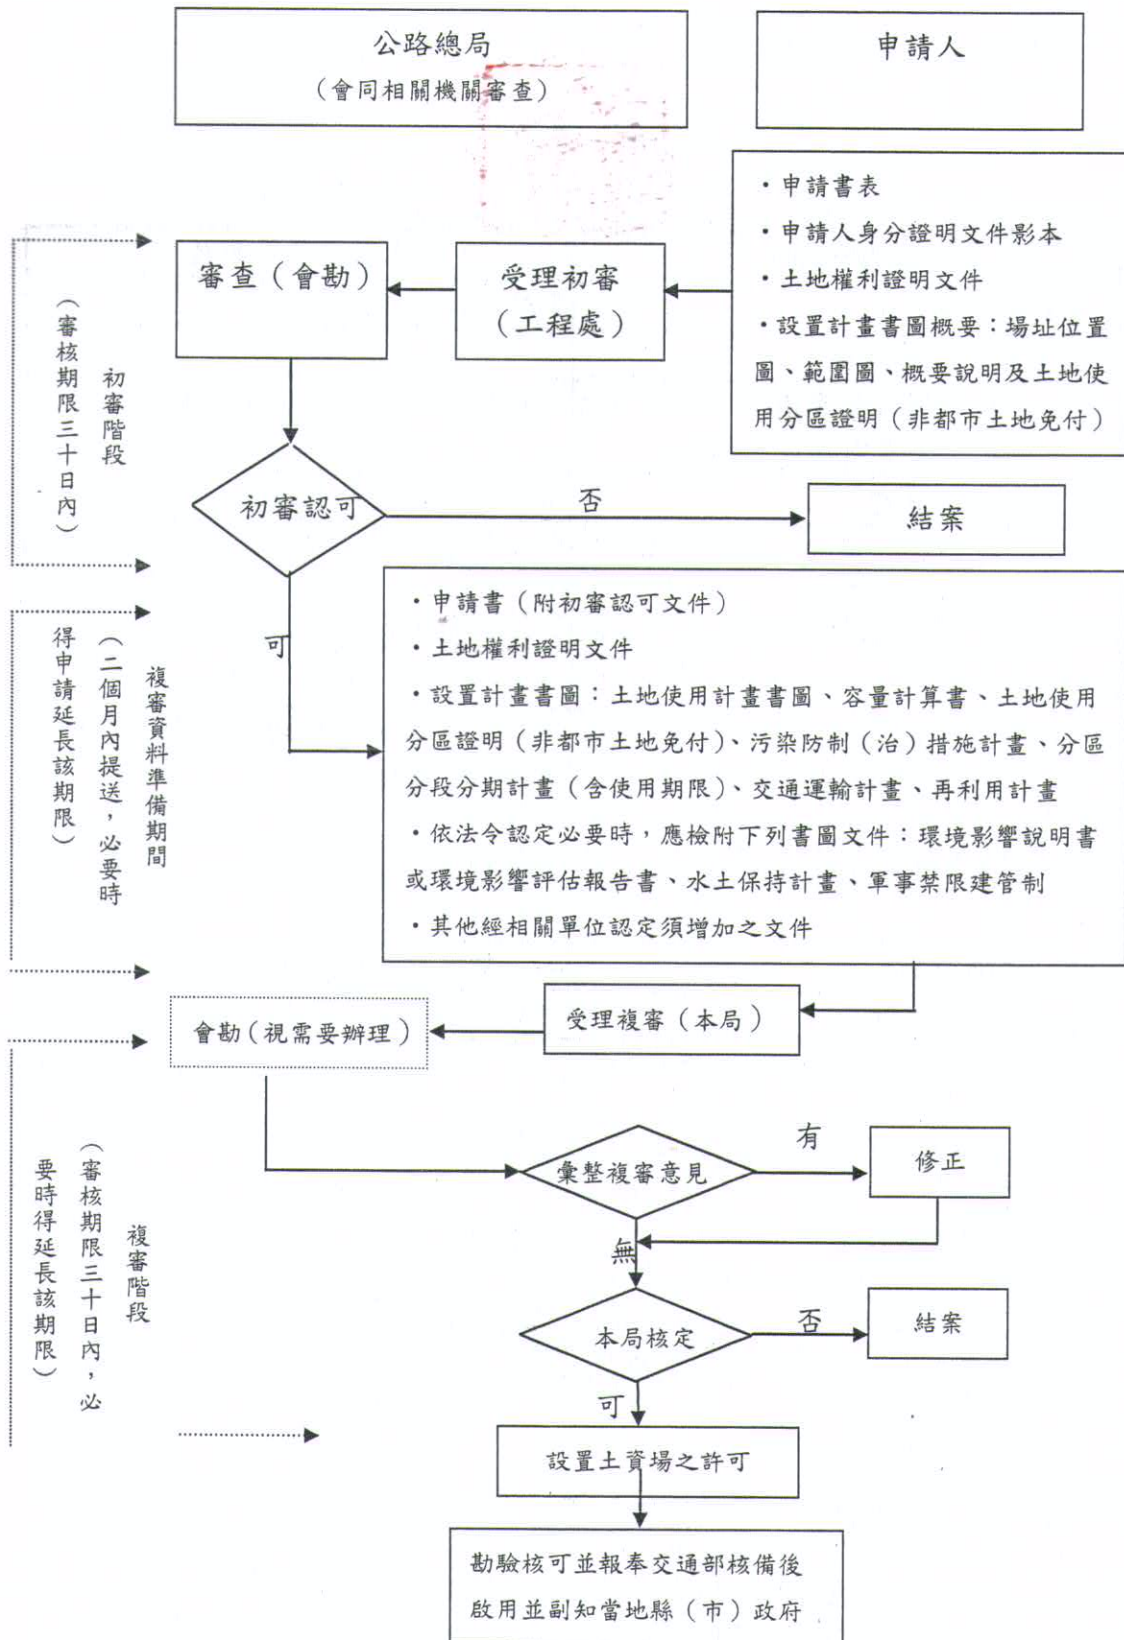 公路總局
（會同相關機關審查）
申請人
・申請書表
・申請人身分證明文件影本
・土地權利證明文件
・設置計畫書圖概要：場址位置
圖、範圍圖、概要說明及土地使
用分區證明（非都市土地免付）
受理初審
（工程處）
審查（會勘）
初審階段
（審核期限三十日內）
初審認可
否
結案
可
・申請書（附初審認可文件）
・土地權利證明文件
・設置計畫書圖：土地使用計畫書圖、容量計算書、土地使用
分區證明（非都市土地免付）、污染防制（治）措施計畫、分區
分段分期計畫（含使用期限）、交通運輸計畫、再利用計畫
・依法令認定必要時，應檢附下列書圖文件：環境影響說明書
或環境影響評估報告書、水土保持計畫、軍事禁限建管制
・其他經相關單位認定須增加之文件
複審資料準備期間
（二個月內提送，必要時
得申請延長該期限）
受理複審（本局）
會勘（視需要辦理）
複審階段
（審核期限三十日內，必
要時得延長該期限）
彙整複審意見
有
修正
無
本局核定
否
結案
可
設置土資場之許可
勘驗核可並報奉交通部核備後
啟用並副知當地縣（市）政府